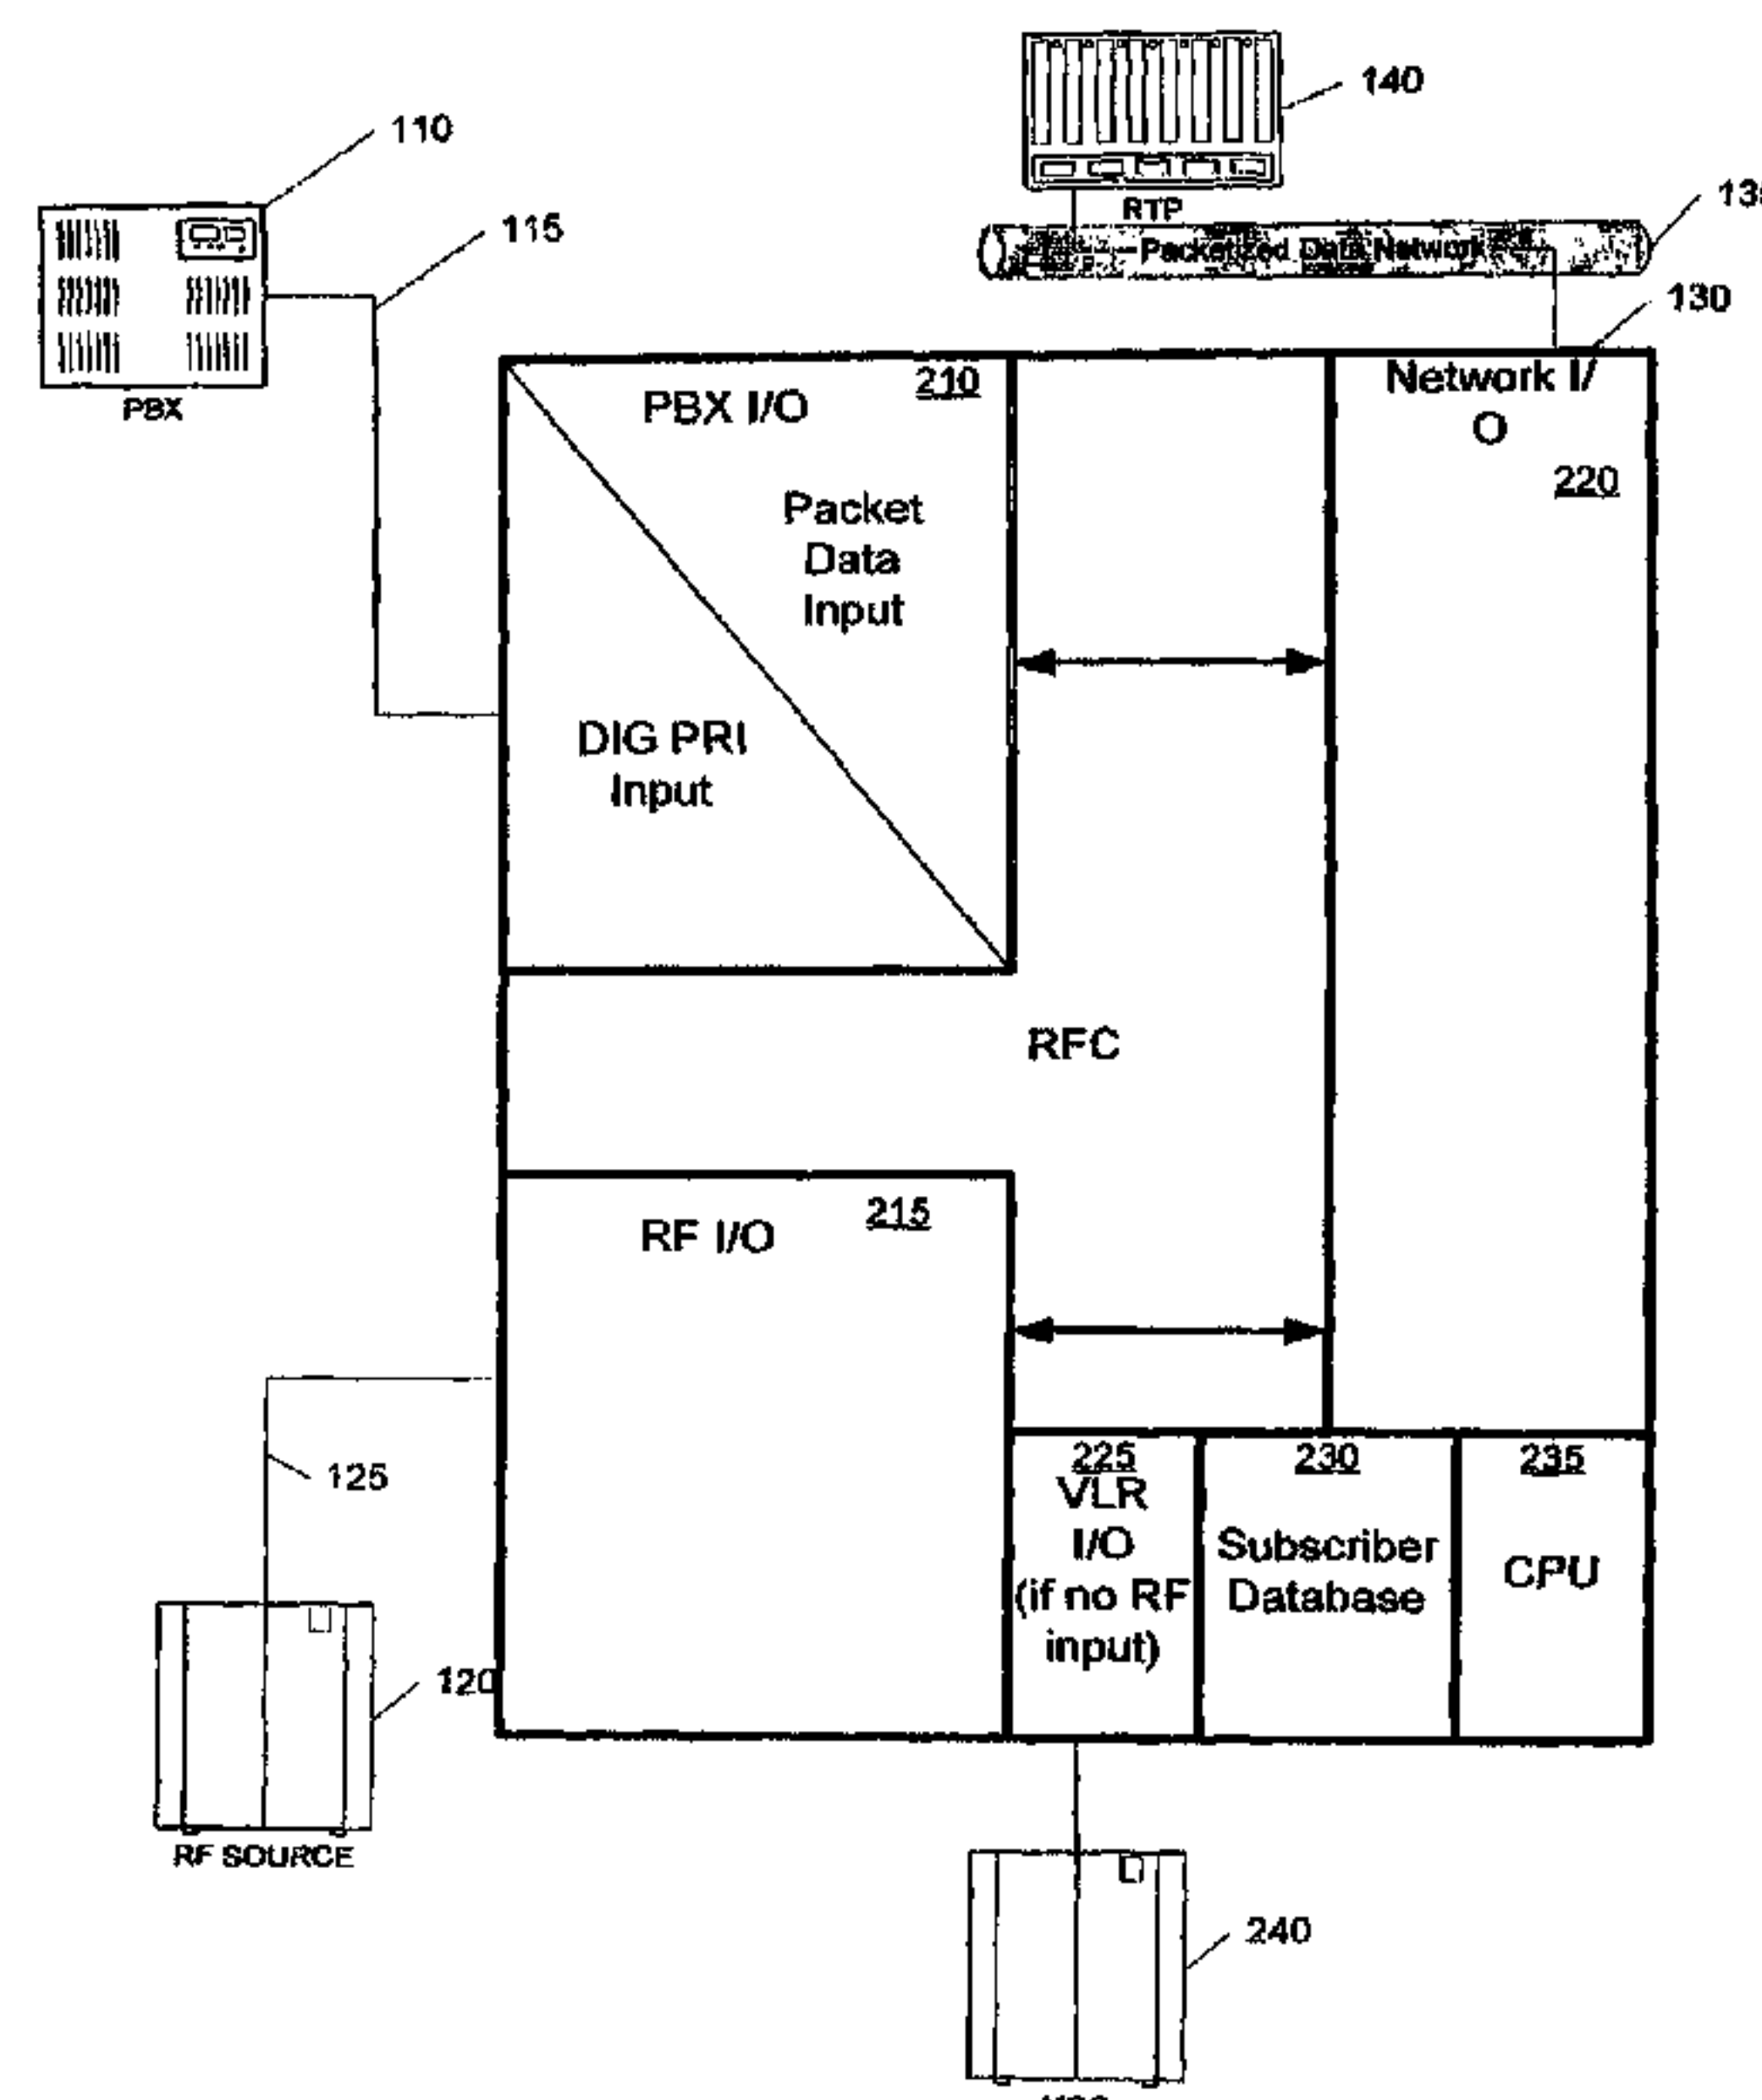 140
110
RTP
115
Packetized Data Network
130
PBX
PBX I/O
210
Network I/
O
220
Packet
Data
Input
DIG PRI
Input
RFC
RF I/O
215
125
225
VLR
I/O
(if no RF
input)
230
Subscriber
Database
235
CPU
120
RF SOURCE
240